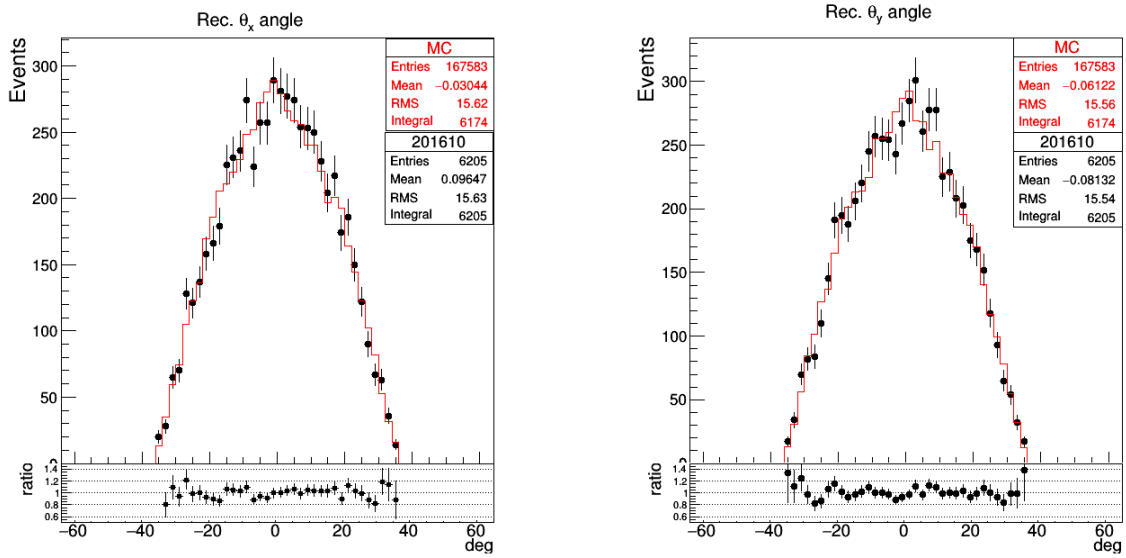 Rec. θx angle
Events
MC
Entries 167583
Mean −0.03044
RMS 15.62
Integral 6174
201610
Entries 6205
Mean 0.09647
RMS 15.63
Integral 6205
300
250
200
150
100
50
0
ratio
1.4
1.2
1
0.8
0.6
−60 −40 −20 0 20 40 60
deg
Rec. θy angle
Events
MC
Entries 167583
Mean −0.06122
RMS 15.56
Integral 6174
201610
Entries 6205
Mean −0.08132
RMS 15.54
Integral 6205
300
250
200
150
100
50
0
ratio
1.4
1.2
1
0.8
0.6
−60 −40 −20 0 20 40 60
deg